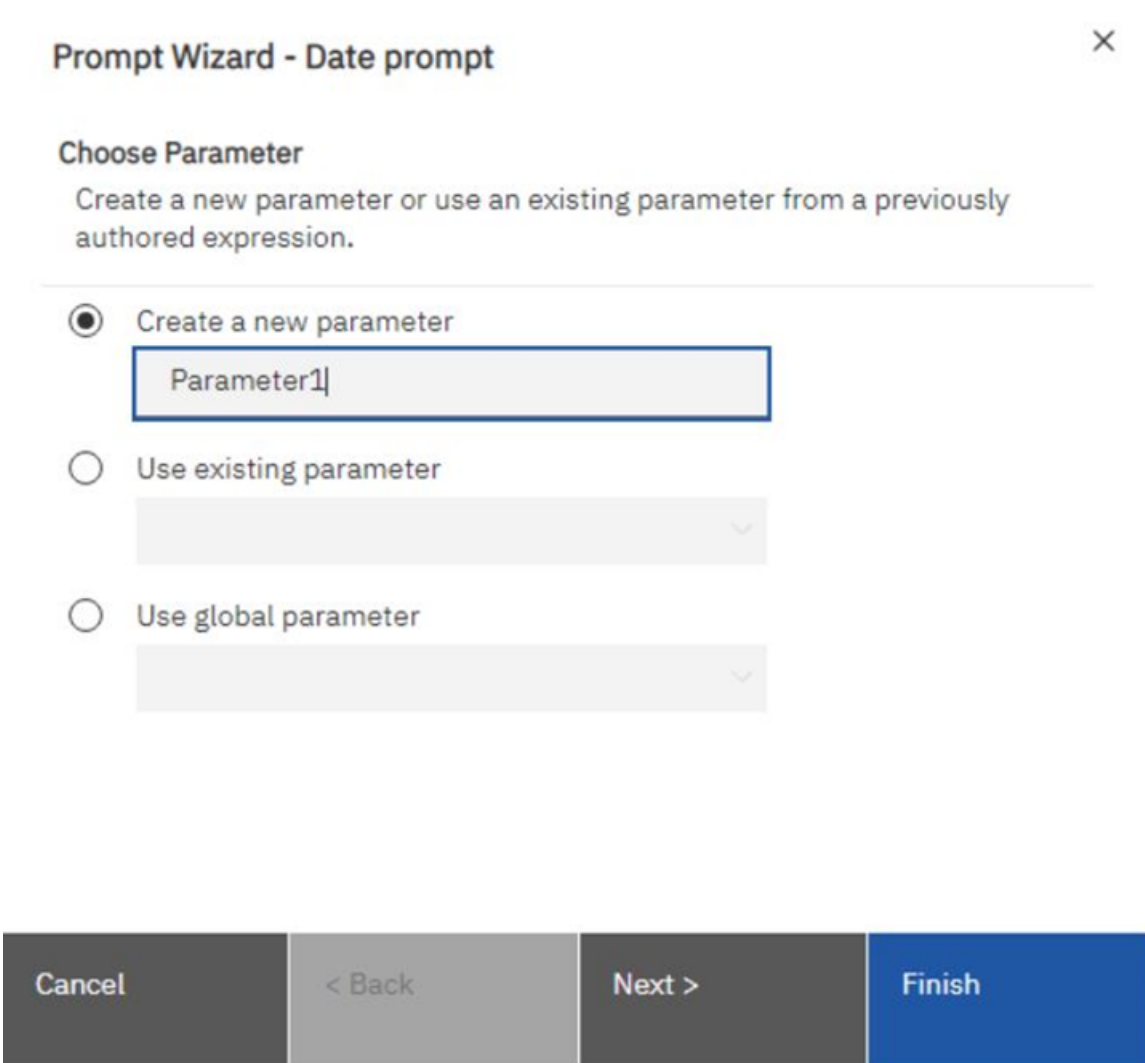 Prompt Wizard - Date prompt
Choose Parameter
Create a new parameter or use an existing parameter from a previously
authored expression.
Create a new parameter
Parameter1
Use existing parameter
Use global parameter
Cancel
< Back
Next >
Finish